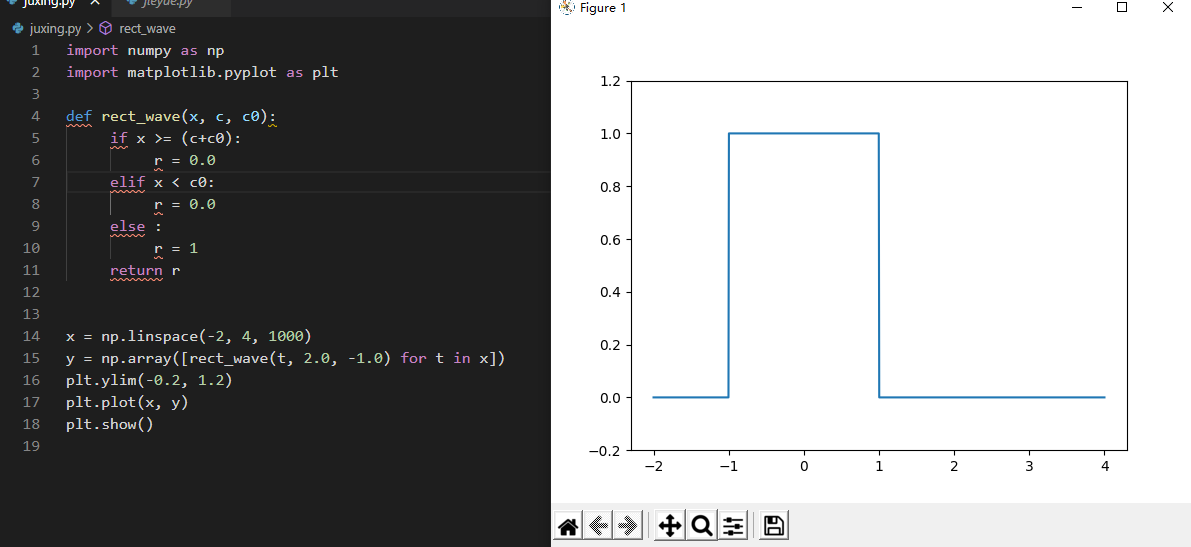 juxing.py × jieyue.py
juxing.py > rect_wave
1 import numpy as np
2 import matplotlib.pyplot as plt
3
4 def rect_wave(x, c, c0):
5 if x >= (c+c0):
6 r = 0.0
7 elif x < c0:
8 r = 0.0
9 else :
10 r = 1
11 return r
12
13
14 x = np.linspace(-2, 4, 1000)
15 y = np.array([rect_wave(t, 2.0, -1.0) for t in x])
16 plt.ylim(-0.2, 1.2)
17 plt.plot(x, y)
18 plt.show()
19
Figure 1
1.2
1.0
0.8
0.6
0.4
0.2
0.0
−0.2
−2 −1 0 1 2 3 4